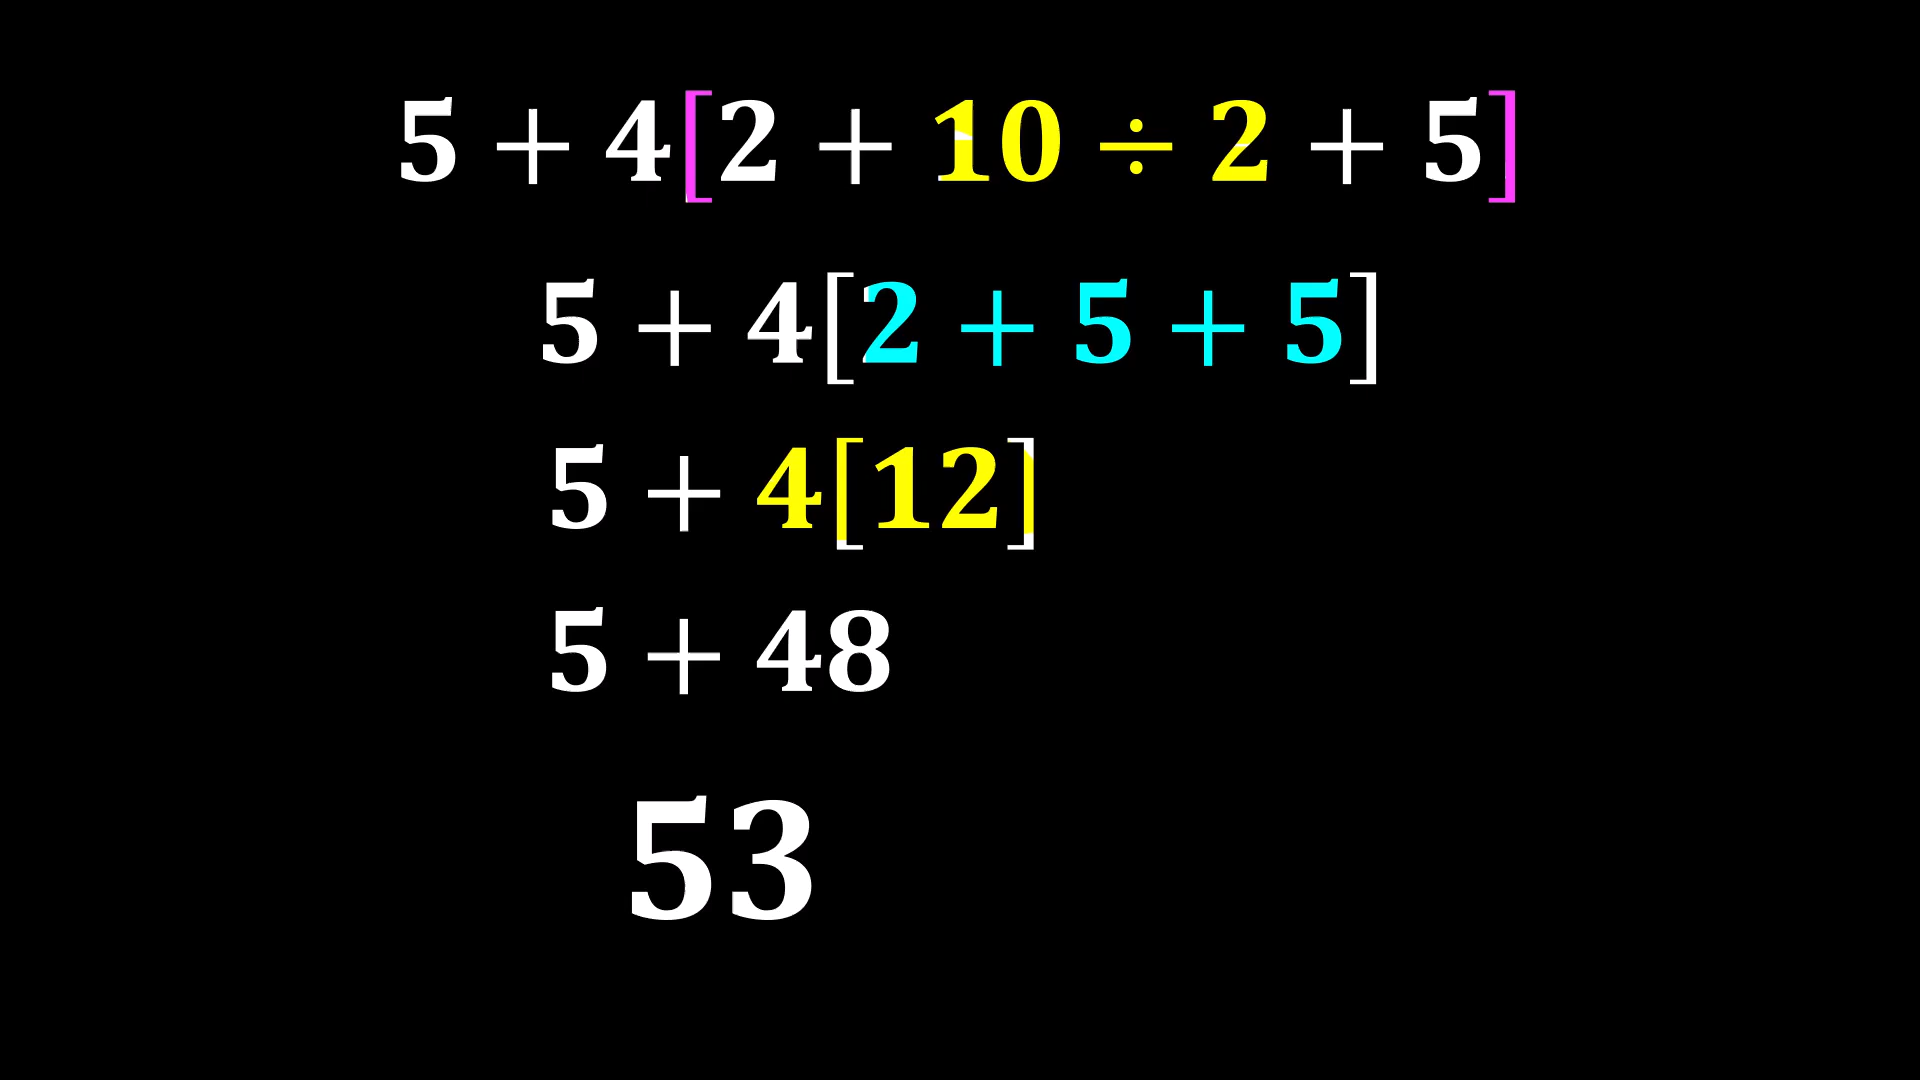 5 + 4[2 + 10 ÷ 2 + 5]
5 + 4[2 + 5 + 5]
5 + 4[12]
5 + 48
53